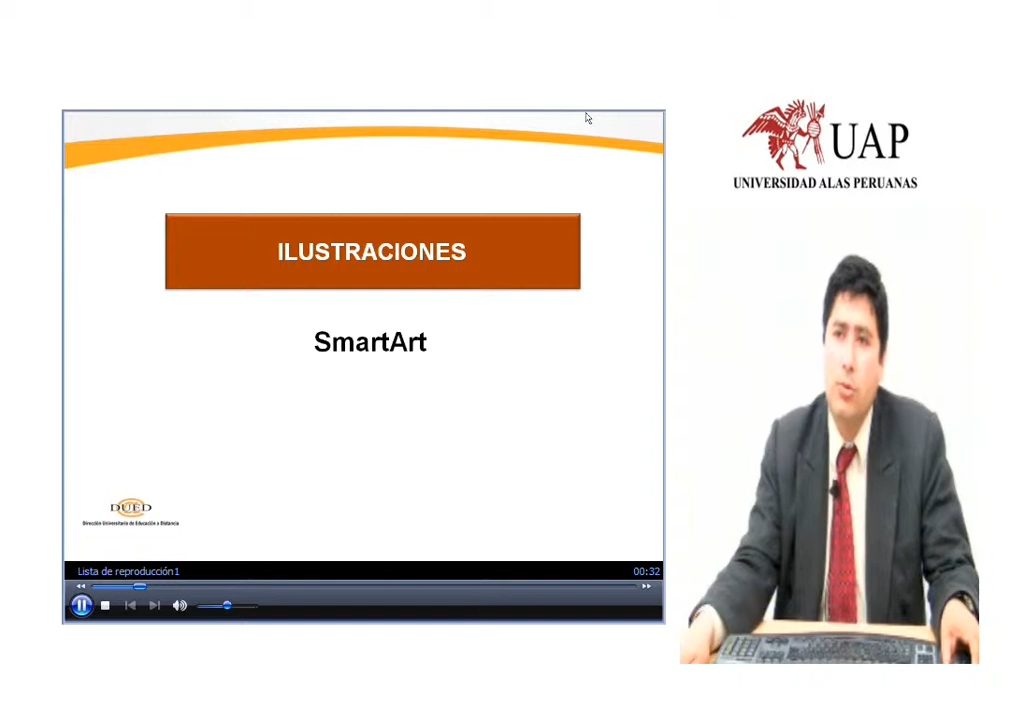 UAP
UNIVERSIDAD ALAS PERUANAS
ILUSTRACIONES
SmartArt
DUED
Dirección Universitaria de Educación a Distancia
Lista de reproducción1
00:32